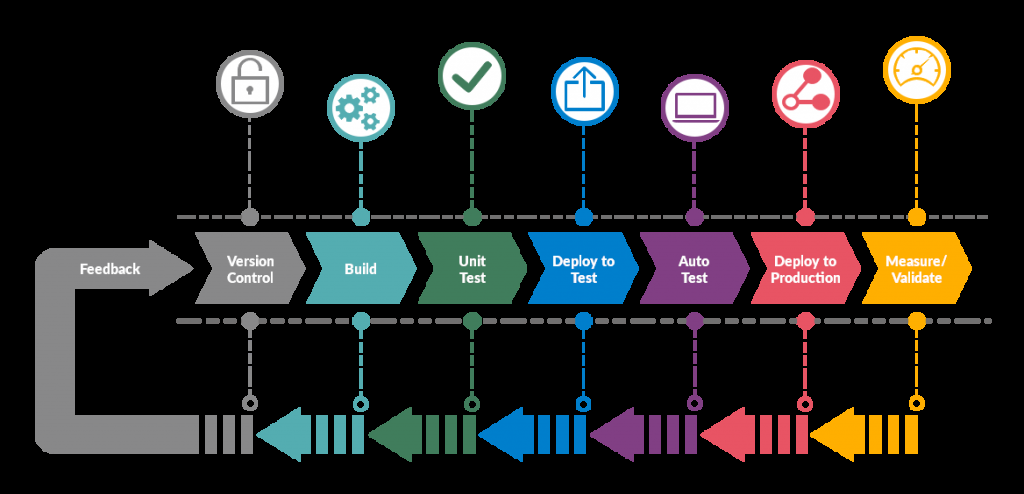 Feedback
Version
Control
Build
Unit
Test
Deploy to
Test
Auto
Test
Deploy to
Production
Measure/
Validate